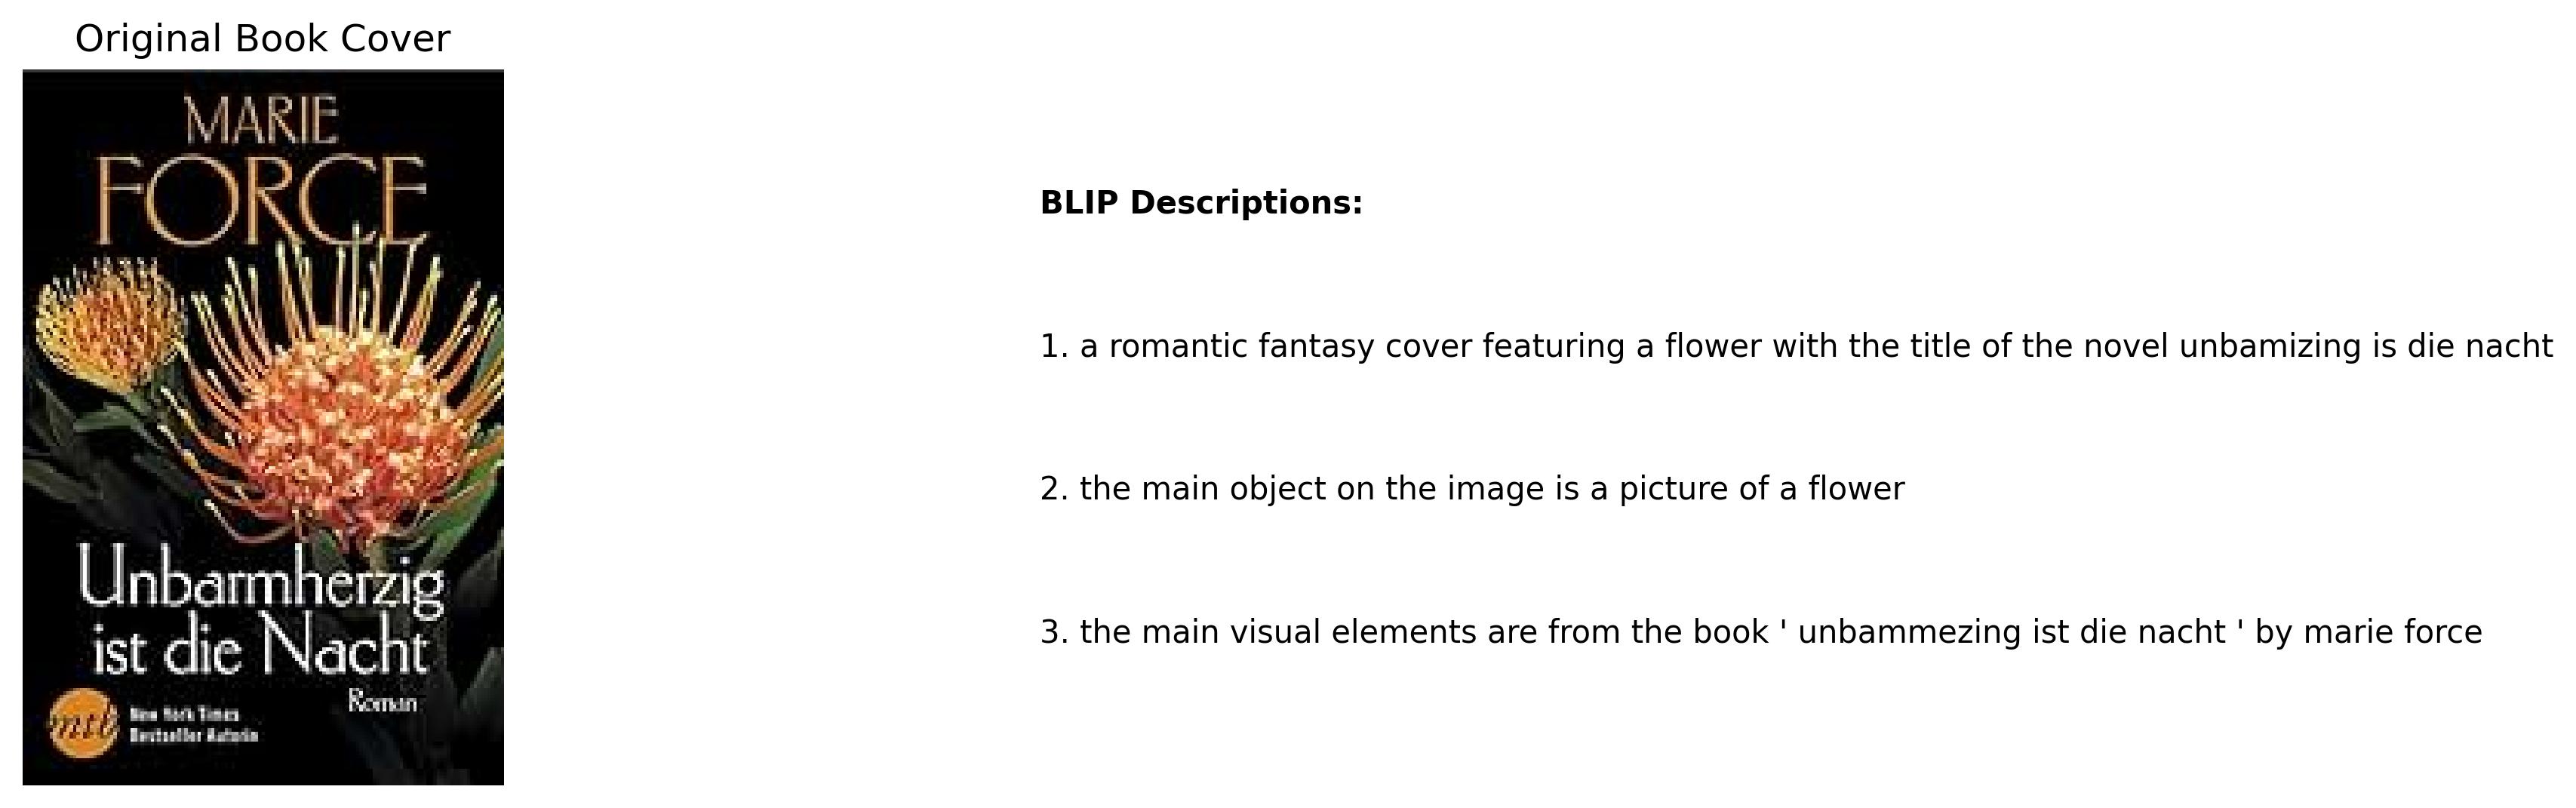 Original Book Cover
MARIE
FORCE
Unbarmherzig
ist die Nacht
Roman
mtb
New York Times
Bestseller Autorin
BLIP Descriptions:
1. a romantic fantasy cover featuring a flower with the title of the novel unbamizing is die nacht
2. the main object on the image is a picture of a flower
3. the main visual elements are from the book ' unbammezing ist die nacht ' by marie force